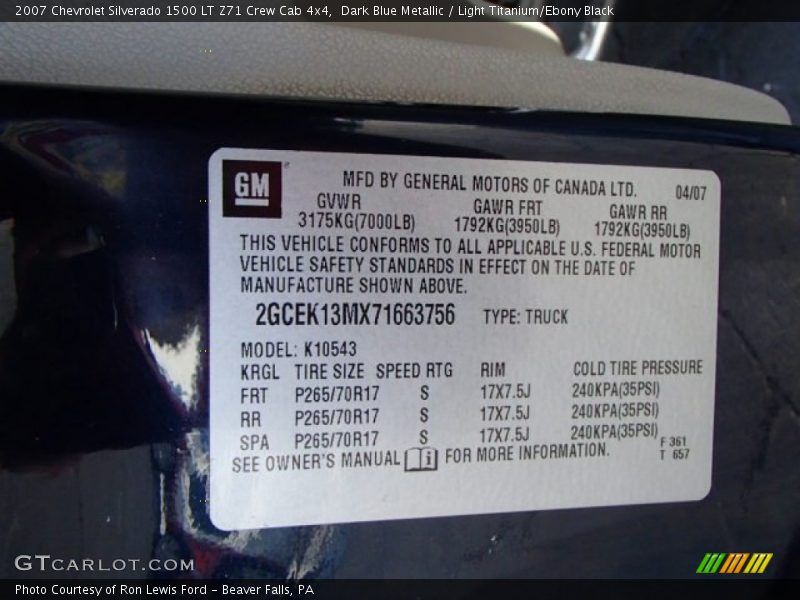 2007 Chevrolet Silverado 1500 LT Z71 Crew Cab 4x4, Dark Blue Metallic / Light Titanium/Ebony Black
GM
MFD BY GENERAL MOTORS OF CANADA LTD. 04/07
GVWR GAWR FRT GAWR RR
3175KG(7000LB) 1792KG(3950LB) 1792KG(3950LB)
THIS VEHICLE CONFORMS TO ALL APPLICABLE U.S. FEDERAL MOTOR
VEHICLE SAFETY STANDARDS IN EFFECT ON THE DATE OF
MANUFACTURE SHOWN ABOVE.
2GCEK13MX71663756 TYPE: TRUCK
MODEL: K10543
KRGL TIRE SIZE SPEED RTG RIM COLD TIRE PRESSURE
FRT P265/70R17 S 17X7.5J 240KPA(35PSI)
RR P265/70R17 S 17X7.5J 240KPA(35PSI)
SPA P265/70R17 S 17X7.5J 240KPA(35PSI)
SEE OWNER'S MANUAL i FOR MORE INFORMATION.
F 361
T 657
GTCARLOT.COM
Photo Courtesy of Ron Lewis Ford - Beaver Falls, PA